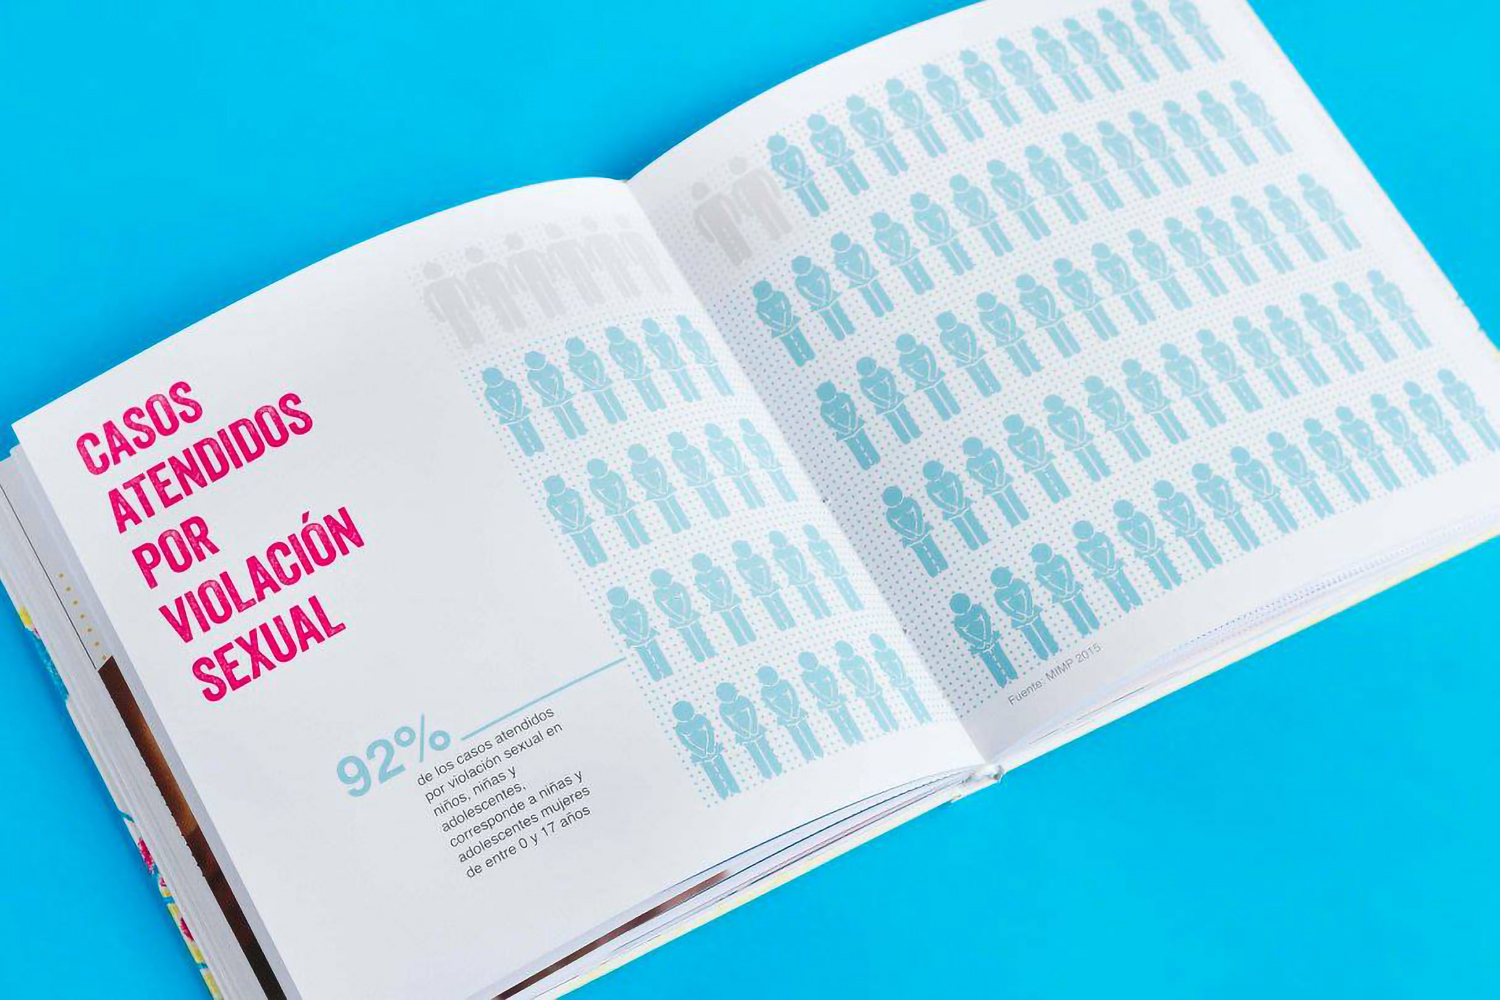 CASOS
ATENDIDOS
POR
VIOLACIÓN
SEXUAL
92%
de los casos atendidos
por violación sexual en
niños, niñas y
adolescentes,
corresponde a niñas y
adolescentes mujeres
de entre 0 y 17 años
Fuente: MIMP 2015